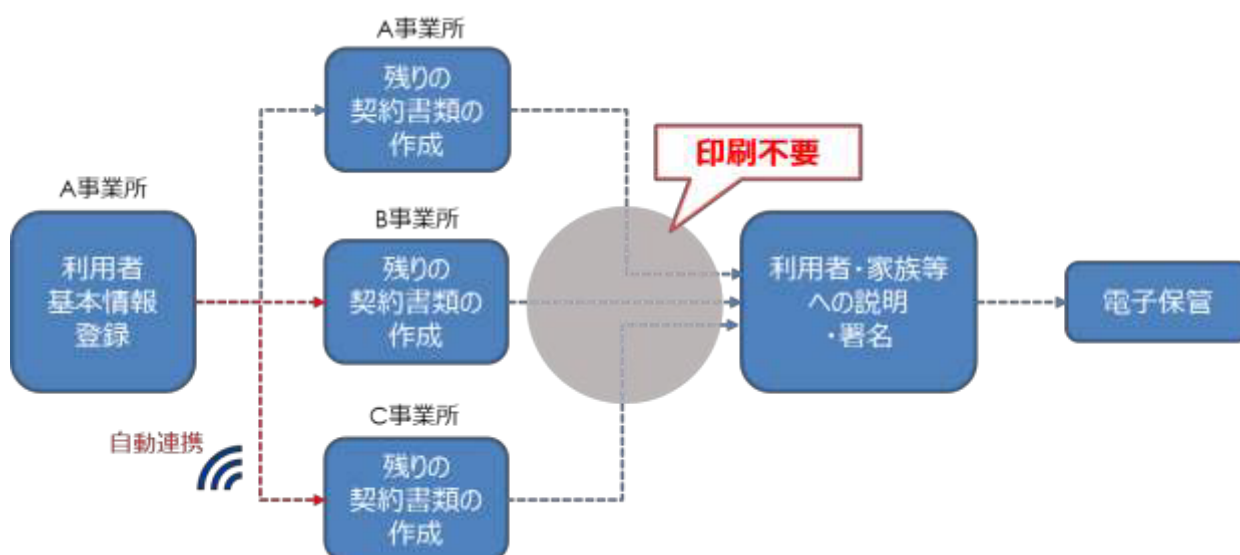 A事業所
利用者
基本情報
登録
自動連携
A事業所
残りの
契約書類の
作成
B事業所
残りの
契約書類の
作成
C事業所
残りの
契約書類の
作成
印刷不要
利用者・家族等
への説明
・署名
電子保管